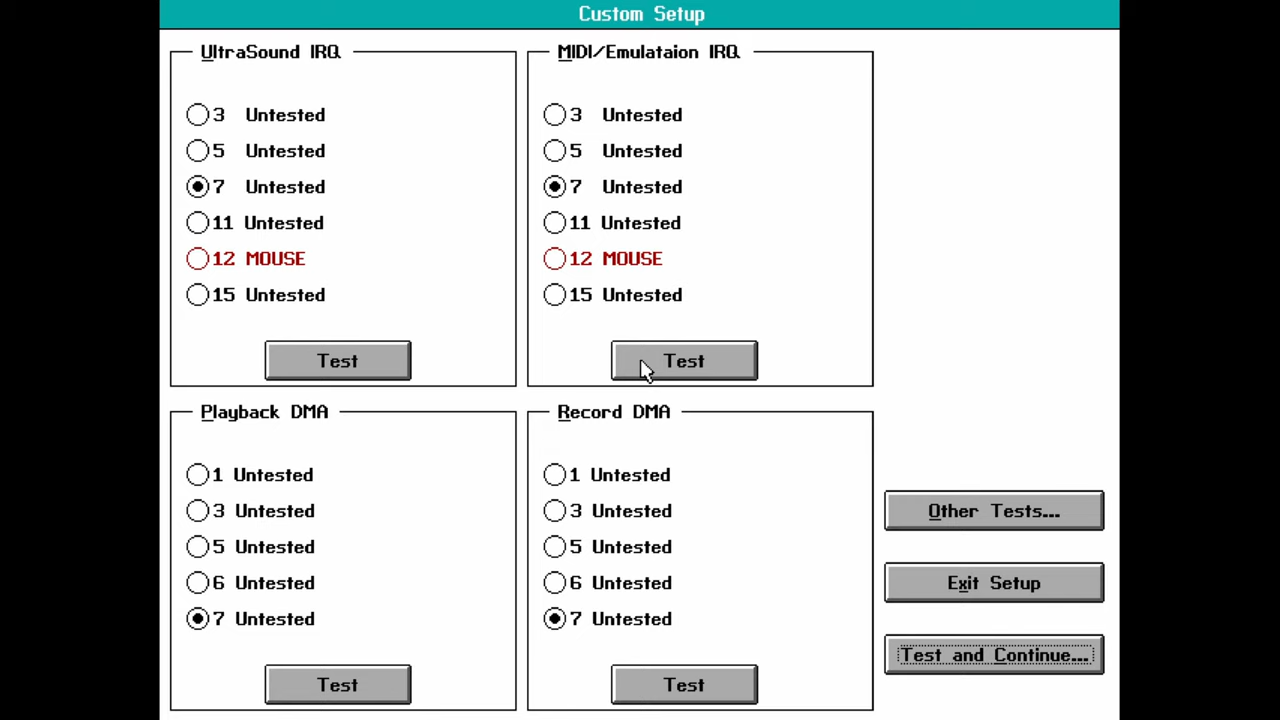 Custom Setup
UltraSound IRQ
3 Untested
5 Untested
7 Untested
11 Untested
12 MOUSE
15 Untested
Test
MIDI/Emulataion IRQ
3 Untested
5 Untested
7 Untested
11 Untested
12 MOUSE
15 Untested
Test
Playback DMA
1 Untested
3 Untested
5 Untested
6 Untested
7 Untested
Test
Record DMA
1 Untested
3 Untested
5 Untested
6 Untested
7 Untested
Test
Other Tests...
Exit Setup
Test and Continue...